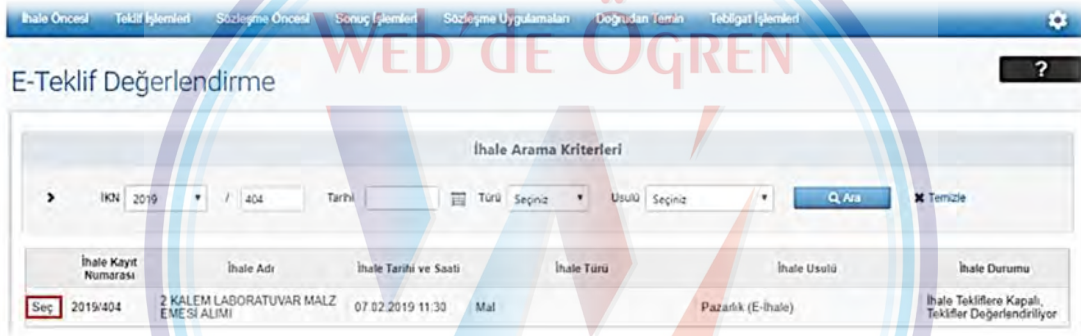 İhale Öncesi Teklif İşlemleri Sözleşme Öncesi Sonuç İşlemleri Sözleşme Uygulamaları Doğrudan Temin Tebligat İşlemleri
WEB'dE ÖĞREN
E-Teklif Değerlendirme ?
İhale Arama Kriterleri
İKN 2019 / 404 Tarihi Türü Seçiniz Usulü Seçiniz Ara Temizle
İhale Kayıt Numarası İhale Adı İhale Tarihi ve Saati İhale Türü İhale Usulü İhale Durumu
Seç 2019/404 2 KALEM LABORATUVAR MALZ EMESİ ALIMI 07.02.2019 11:30 Mal Pazarlık (E-İhale) İhale Tekliflere Kapalı, Teklifler Değerlendiriliyor